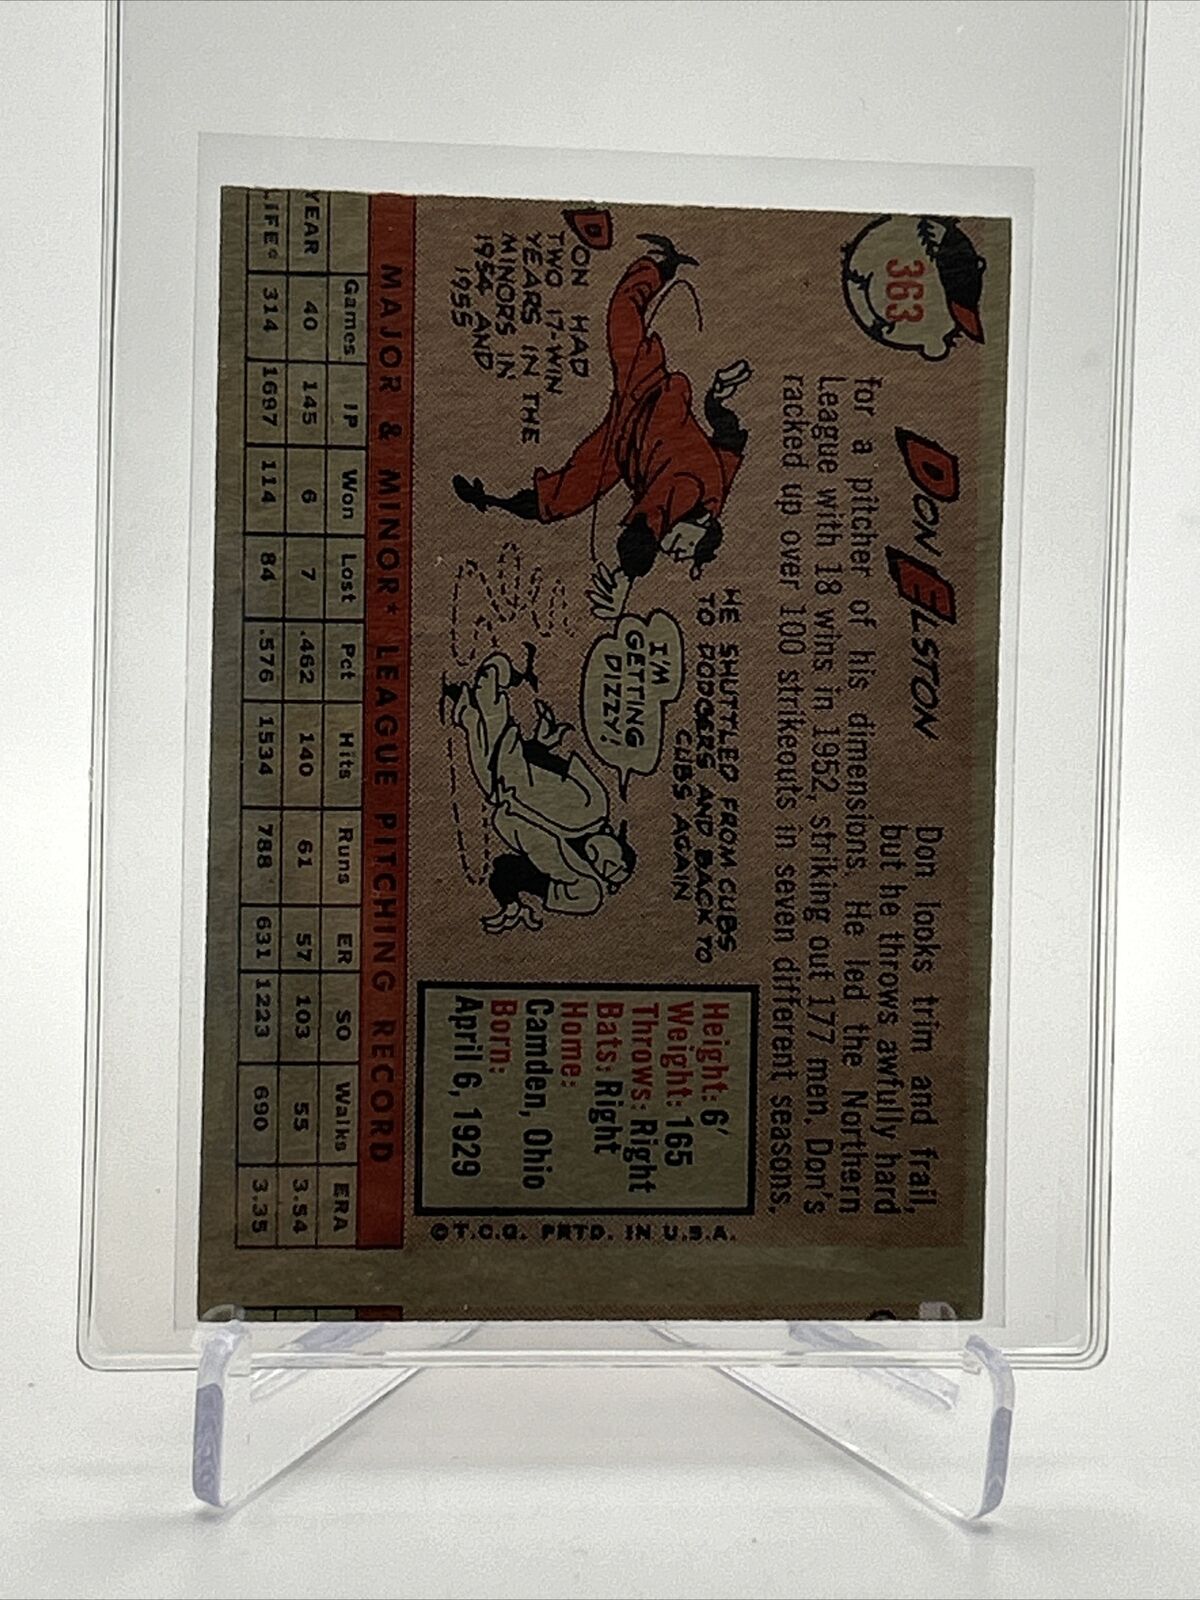 363
DON ELSTON
Don looks trim and frail,
but he throws awfully hard
for a pitcher of his dimensions. He led the Northern
League with 18 wins in 1952, striking out 177 men. Don's
racked up over 100 strikeouts in seven different seasons.
DON HAD
TWO 17-WIN
YEARS IN THE
MINORS IN
1954 AND
1955
HE SHUTTLED FROM CUBS
TO DODGERS AND BACK TO
CUBS AGAIN
I'M
GETTING
DIZZY!
Height: 6'
Weight: 165
Throws: Right
Bats: Right
Home:
Camden, Ohio
Born:
April 6, 1929
©T.C.G. PRTD. IN U.S.A.
MAJOR & MINOR* LEAGUE PITCHING RECORD
Games IP Won Lost Pct Hits Runs ER SO Walks ERA
YEAR 40 145 6 7 .462 140 61 57 103 55 3.54
LIFE* 314 1697 114 84 .576 1534 788 631 1223 690 3.35